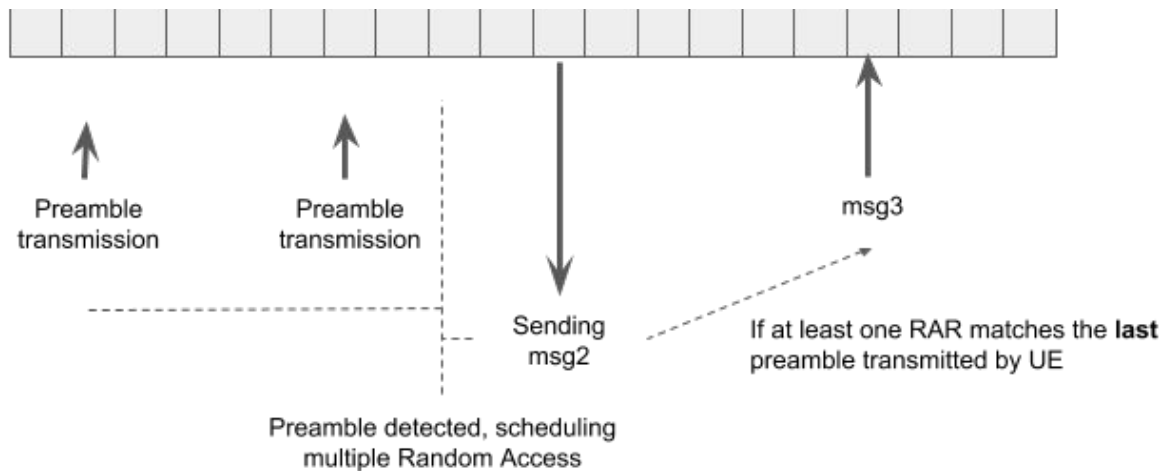 Preamble
transmission
Preamble
transmission
msg3
Sending
msg2
If at least one RAR matches the last
preamble transmitted by UE
Preamble detected, scheduling
multiple Random Access